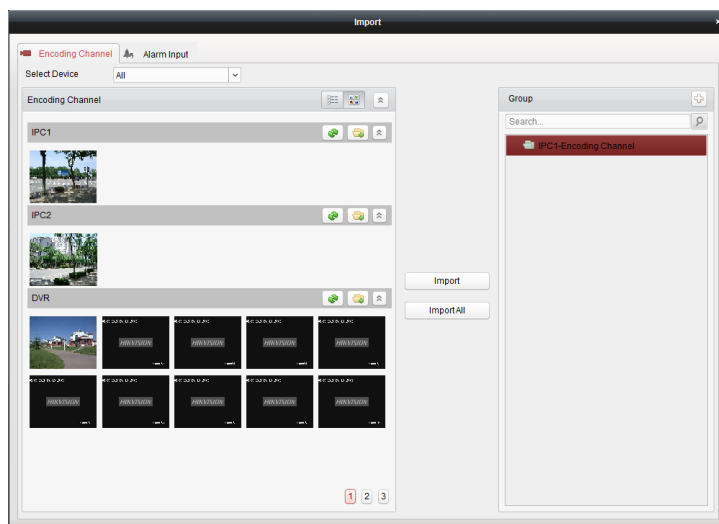 Import
Encoding Channel
Alarm Input
Select Device
All
Encoding Channel
IPC1
IPC2
DVR
HIKVISION
HIKVISION
HIKVISION
HIKVISION
HIKVISION
HIKVISION
HIKVISION
HIKVISION
HIKVISION
1 2 3
Import
Import All
Group
Search...
IPC1-Encoding Channel